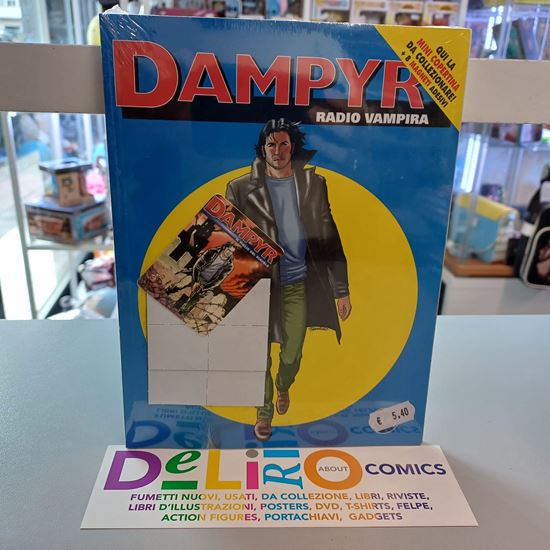 DAMPYR
RADIO VAMPIRA
QUI LA
MINI COPERTINA
DA COLLEZIONARE!
+ 8 MAGNETI ADESIVI
DAMPYR
€ 5,40
DeLiRiO
ABOUT
COMICS
FUMETTI NUOVI, USATI, DA COLLEZIONE, LIBRI, RIVISTE,
LIBRI D'ILLUSTRAZIONI, POSTERS, DVD, T-SHIRTS, FELPE,
ACTION FIGURES, PORTACHIAVI, GADGETS